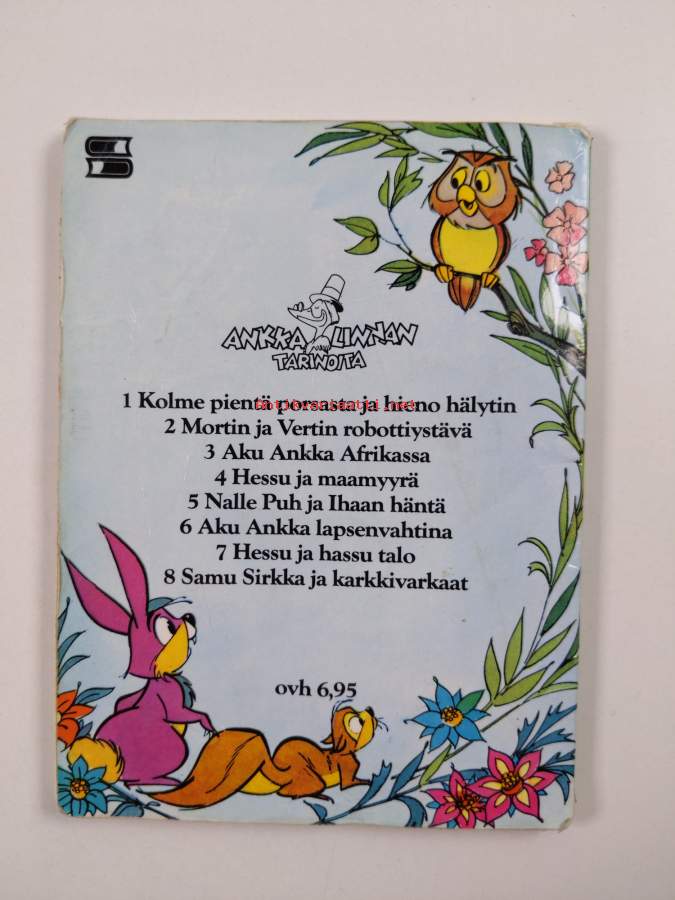 ANKKALINNAN
TARINOITA
1 Kolme pientä porsasta ja hieno hälytin
antikvariaatti.net
2 Mortin ja Vertin robottiystävä
3 Aku Ankka Afrikassa
4 Hessu ja maamyyrä
5 Nalle Puh ja Ihaan häntä
6 Aku Ankka lapsenvahtina
7 Hessu ja hassu talo
8 Samu Sirkka ja karkkivarkaat
ovh 6,95